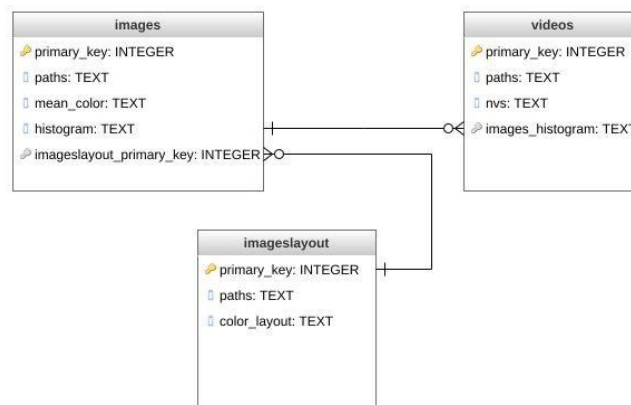 images
primary_key: INTEGER
paths: TEXT
mean_color: TEXT
histogram: TEXT
imageslayout_primary_key: INTEGER
videos
primary_key: INTEGER
paths: TEXT
nvs: TEXT
images_histogram: TEXT
imageslayout
primary_key: INTEGER
paths: TEXT
color_layout: TEXT